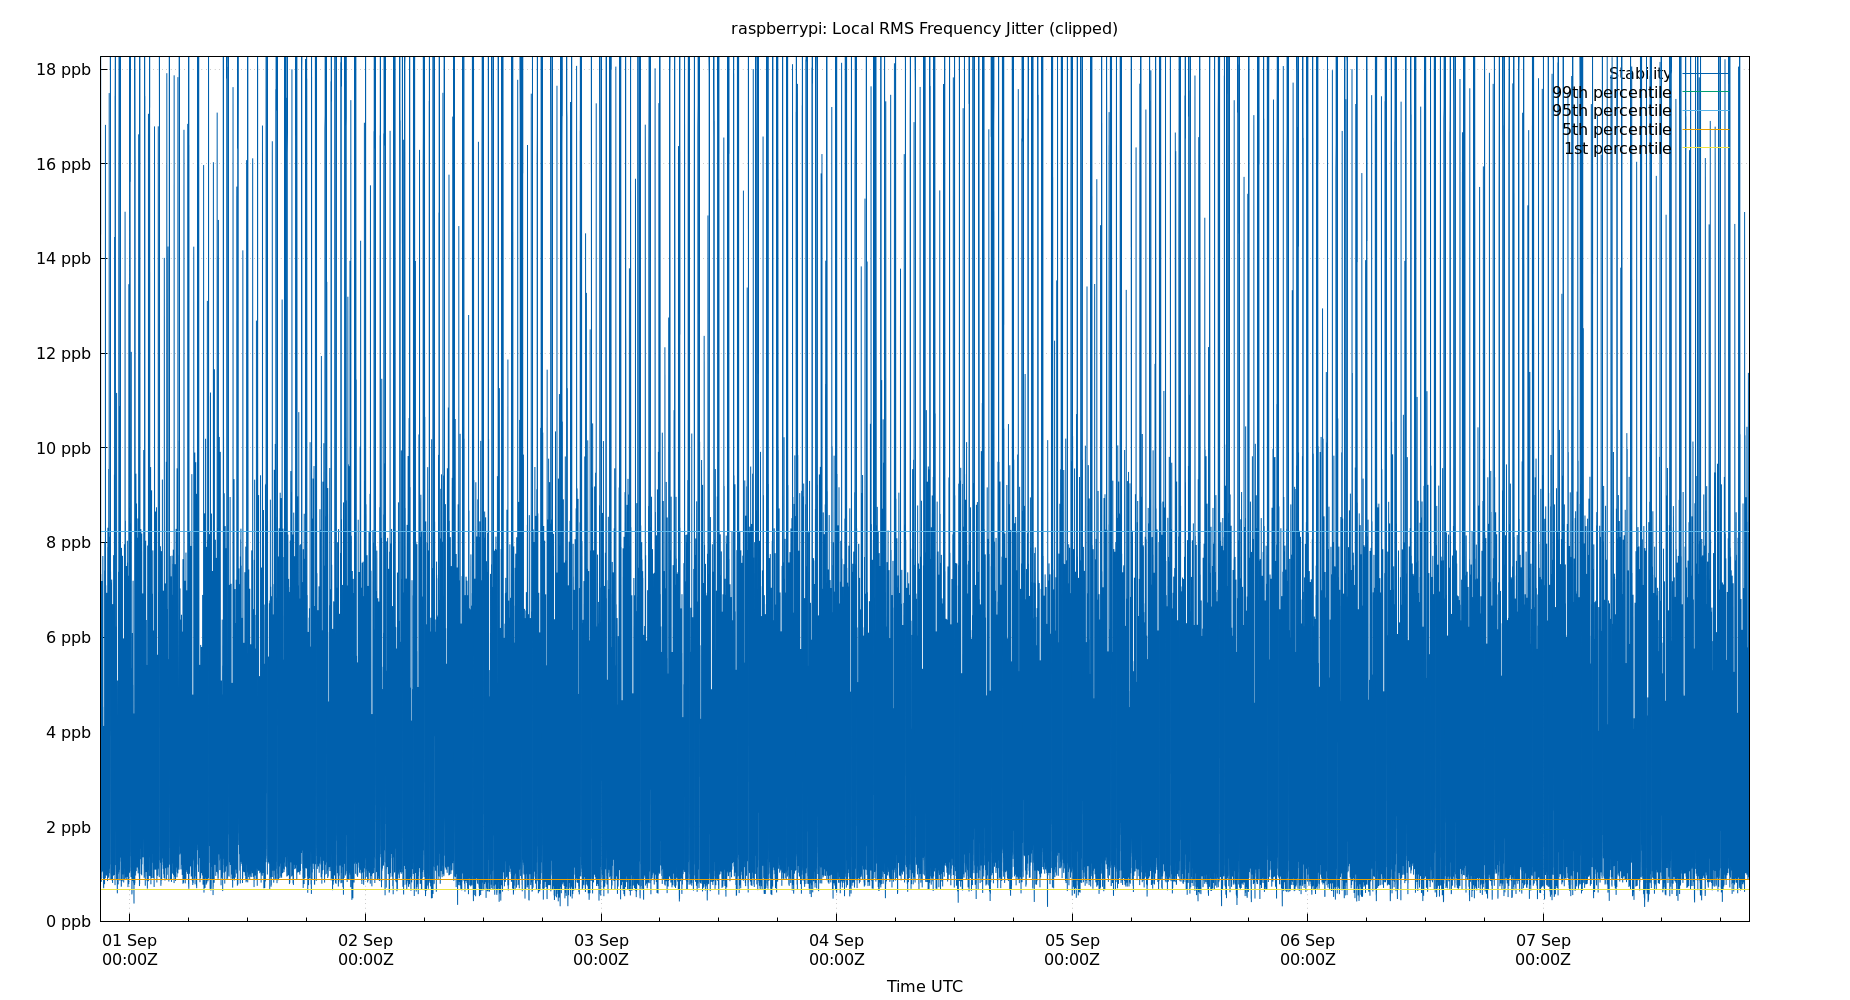 raspberrypi: Local RMS Frequency Jitter (clipped)
18 ppb
16 ppb
14 ppb
12 ppb
10 ppb
8 ppb
6 ppb
4 ppb
2 ppb
0 ppb
Stability
99th percentile
95th percentile
5th percentile
1st percentile
01 Sep 02 Sep 03 Sep 04 Sep 05 Sep 06 Sep 07 Sep
00:00Z 00:00Z 00:00Z 00:00Z 00:00Z 00:00Z 00:00Z
Time UTC